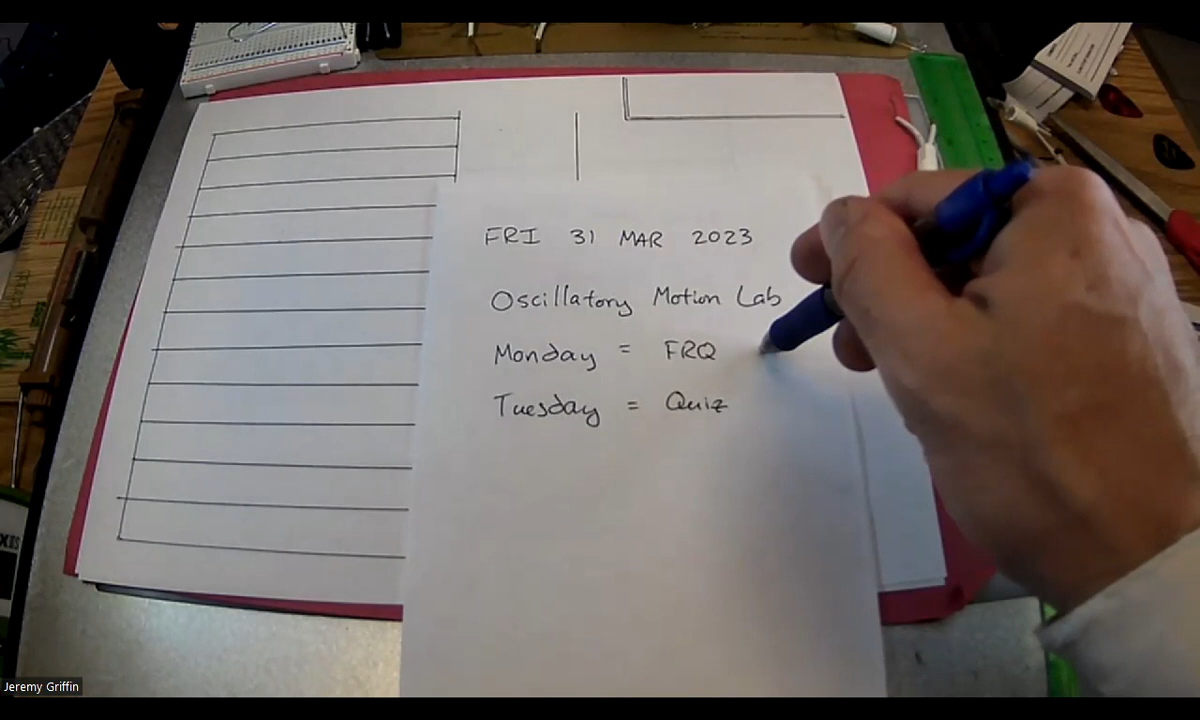 FRI 31 MAR 2023
Oscillatory Motion Lab
Monday = FRQ
Tuesday = Quiz
Jeremy Griffin